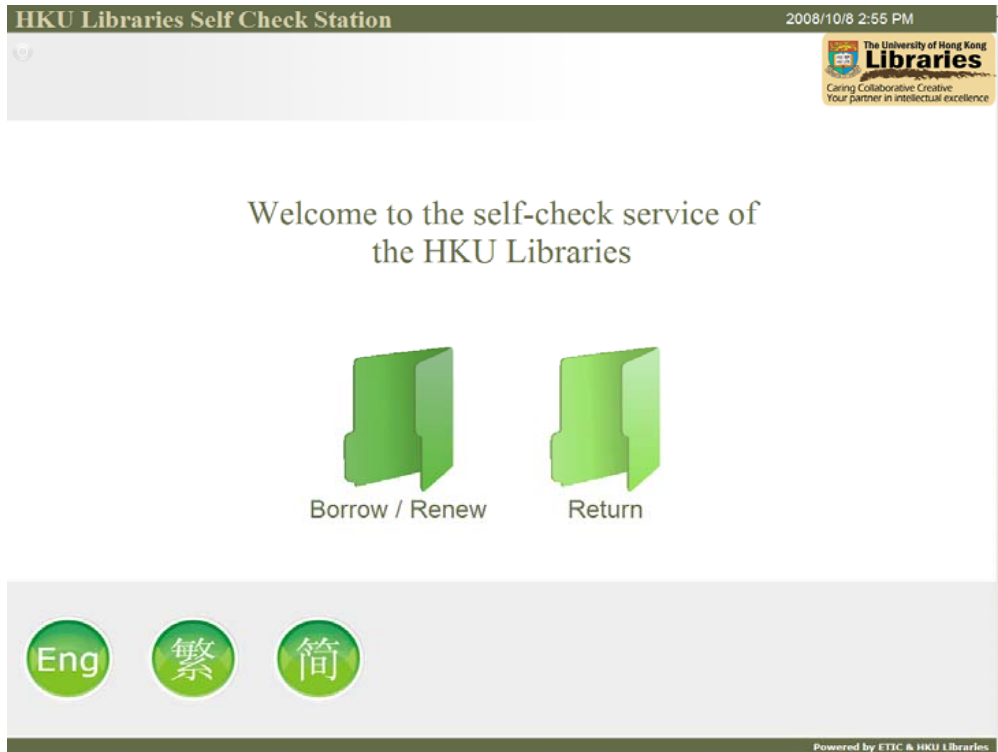 HKU Libraries Self Check Station
2008/10/8 2:55 PM
The University of Hong Kong
Libraries
Caring Collaborative Creative
Your partner in intellectual excellence
Welcome to the self-check service of
the HKU Libraries
Borrow / Renew
Return
Eng
繁
简
Powered by ETIC & HKU Libraries